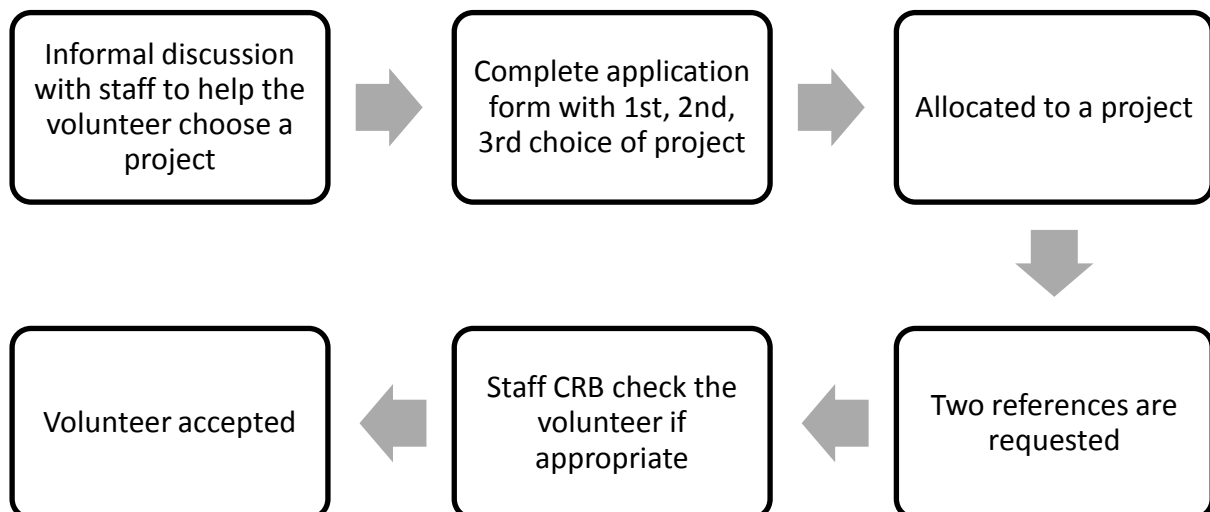 Informal discussion
with staff to help the
volunteer choose a
project
Complete application
form with 1st, 2nd,
3rd choice of project
Allocated to a project
Two references are
requested
Staff CRB check the
volunteer if
appropriate
Volunteer accepted